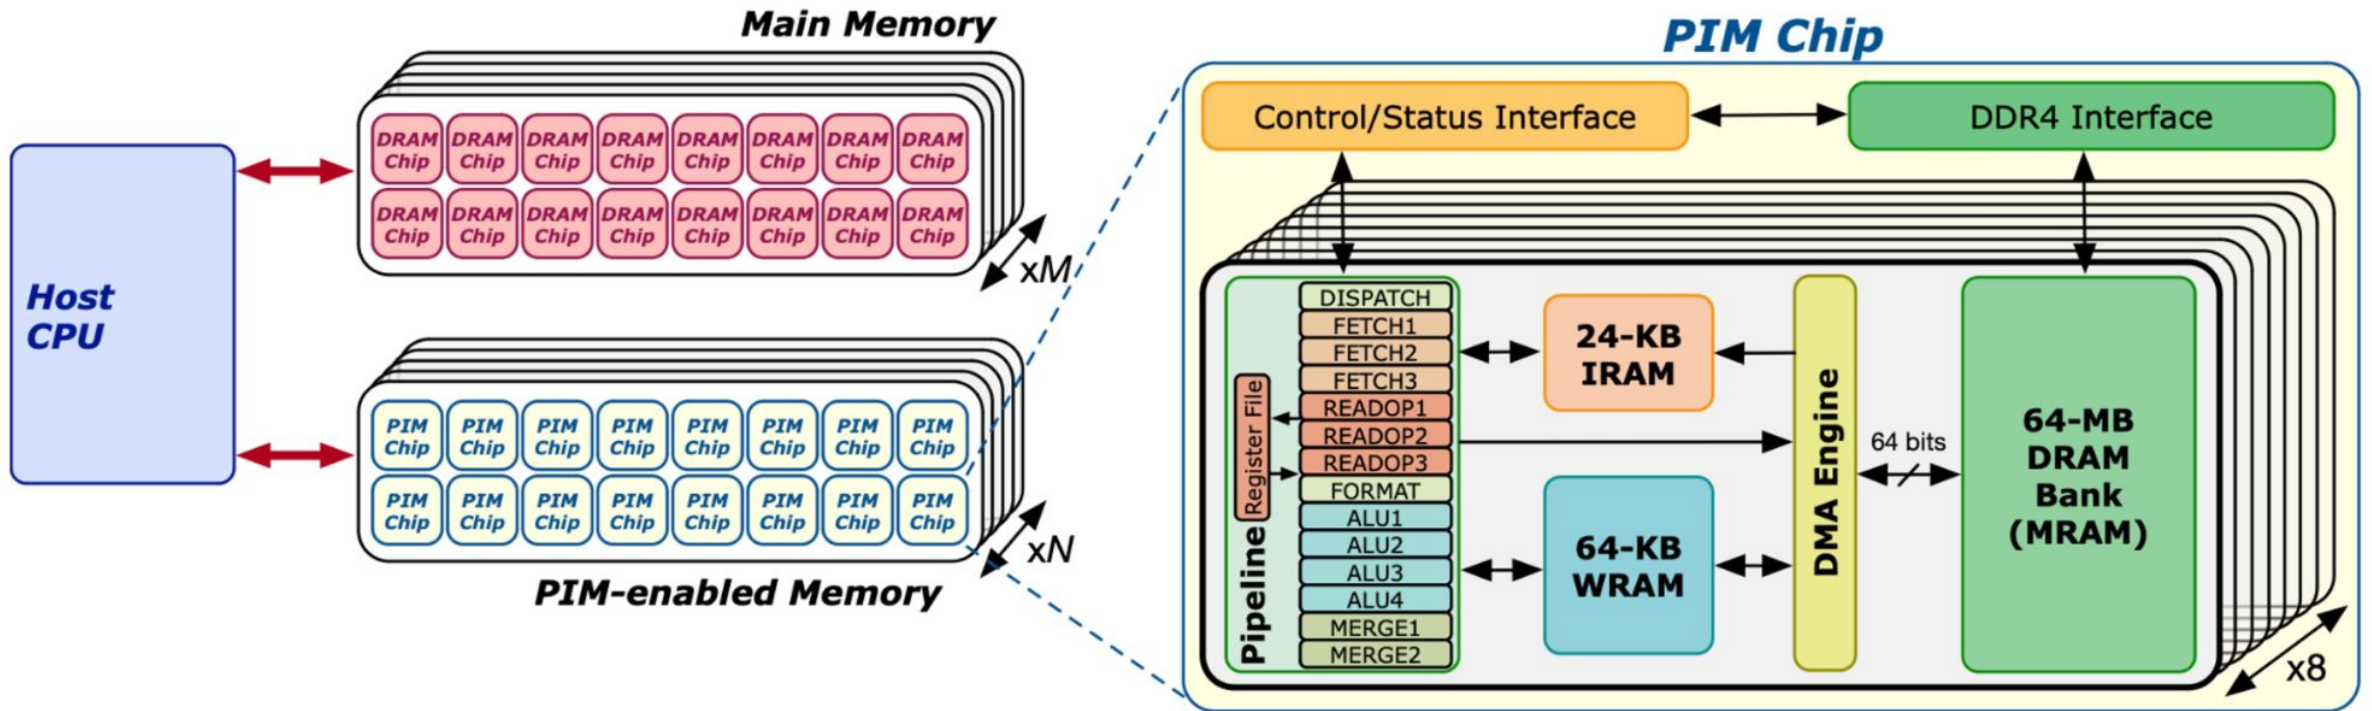 Main Memory
DRAM Chip DRAM Chip DRAM Chip DRAM Chip DRAM Chip DRAM Chip DRAM Chip DRAM Chip
DRAM Chip DRAM Chip DRAM Chip DRAM Chip DRAM Chip DRAM Chip DRAM Chip DRAM Chip
xM
Host
CPU
PIM Chip PIM Chip PIM Chip PIM Chip PIM Chip PIM Chip PIM Chip PIM Chip
PIM Chip PIM Chip PIM Chip PIM Chip PIM Chip PIM Chip PIM Chip PIM Chip
xN
PIM-enabled Memory
PIM Chip
Control/Status Interface
DDR4 Interface
Pipeline
Register File
DISPATCH
FETCH1
FETCH2
FETCH3
READOP1
READOP2
READOP3
FORMAT
ALU1
ALU2
ALU3
ALU4
MERGE1
MERGE2
24-KB
IRAM
64-KB
WRAM
DMA Engine
64 bits
64-MB
DRAM
Bank
(MRAM)
x8